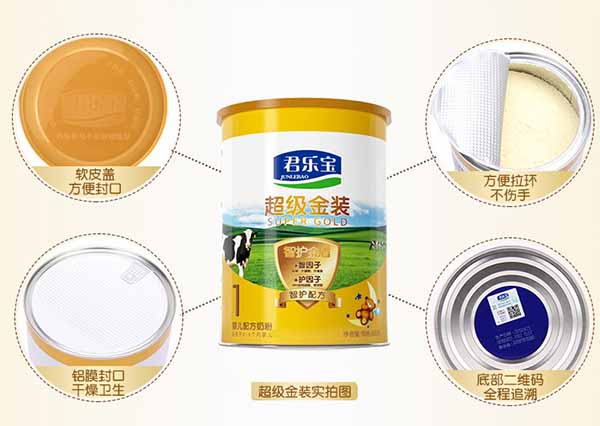 软皮盖
方便封口
方便拉环
不伤手
君乐宝
JUNLEBAO
超级金装
SUPER GOLD
智护
智因子
护因子
智护配方
1
婴儿配方奶粉
铝膜封口
干燥卫生
底部二维码
全程追溯
超级金装实拍图